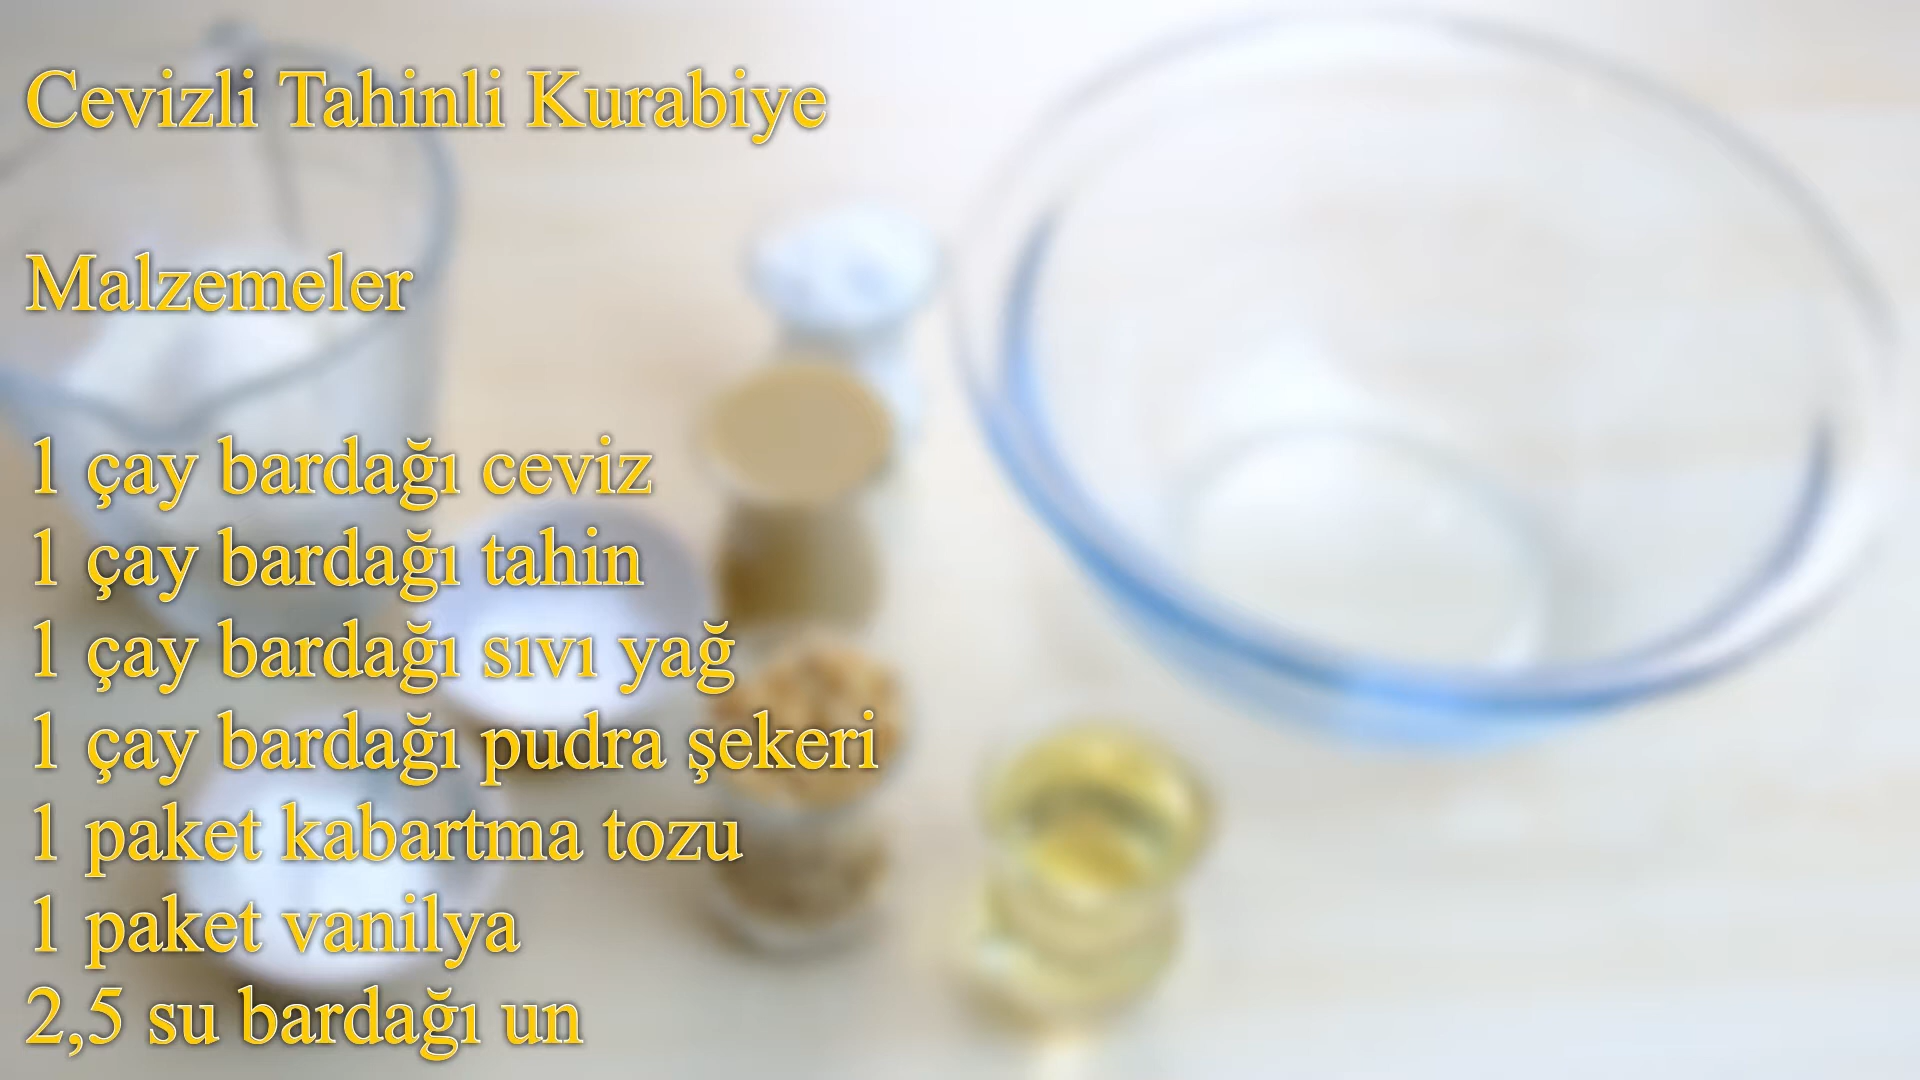 Cevizli Tahinli Kurabiye
Malzemeler
1 çay bardağı ceviz
1 çay bardağı tahin
1 çay bardağı sıvı yağ
1 çay bardağı pudra şekeri
1 paket kabartma tozu
1 paket vanilya
2,5 su bardağı un